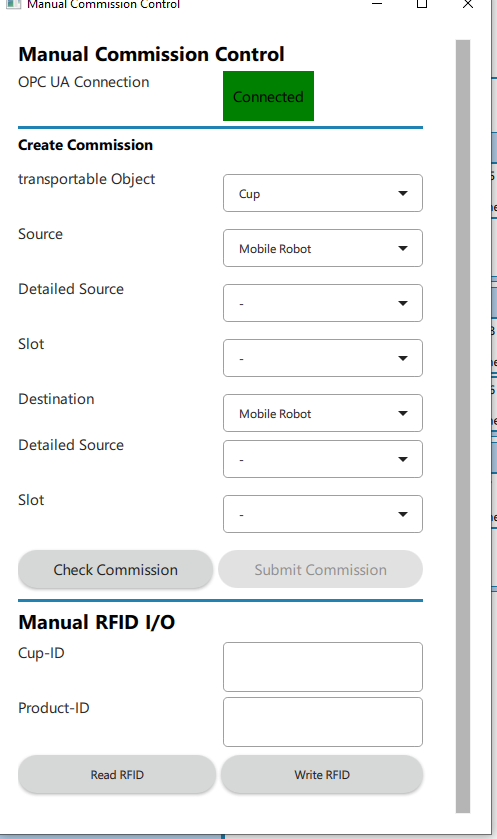 Manual Commission Control
Manual Commission Control
OPC UA Connection
Connected
Create Commission
transportable Object
Cup
Source
Mobile Robot
Detailed Source
-
Slot
-
Destination
Mobile Robot
Detailed Source
-
Slot
-
Check Commission
Submit Commission
Manual RFID I/O
Cup-ID
Product-ID
Read RFID
Write RFID